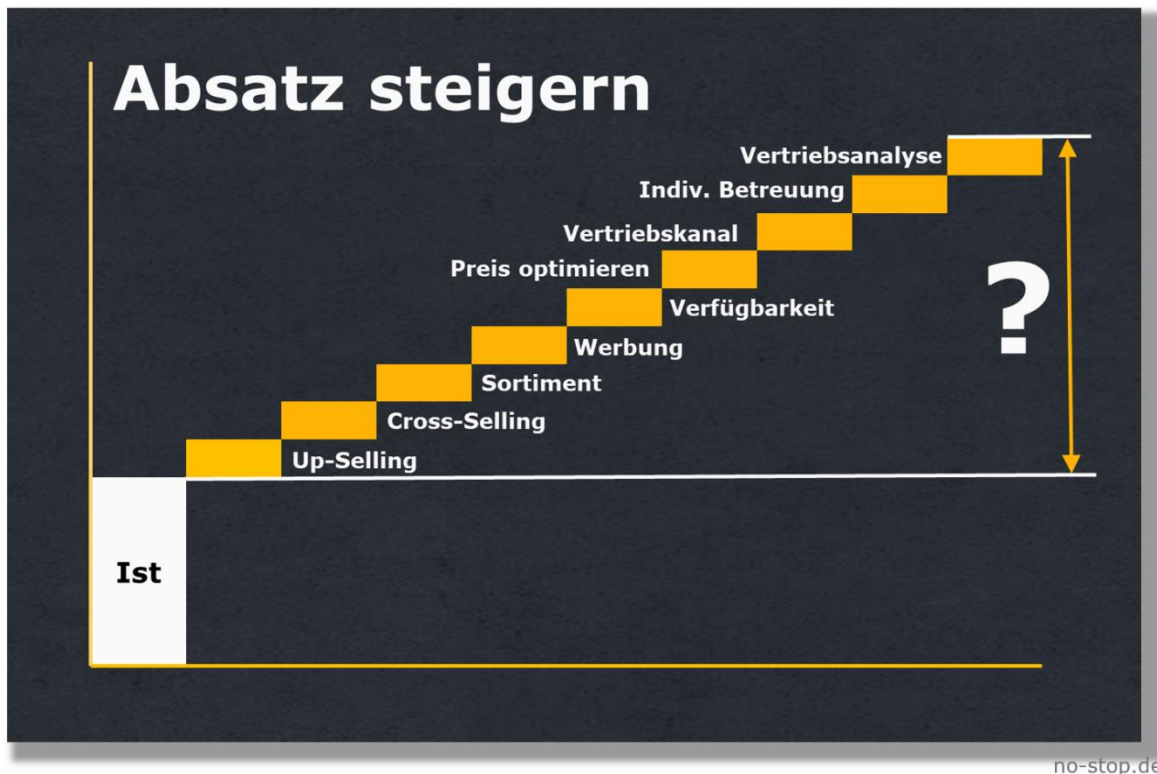 Absatz steigern
Vertriebsanalyse
Indiv. Betreuung
Vertriebskanal
Preis optimieren
Verfügbarkeit
?
Werbung
Sortiment
Cross-Selling
Up-Selling
Ist
no-stop.de